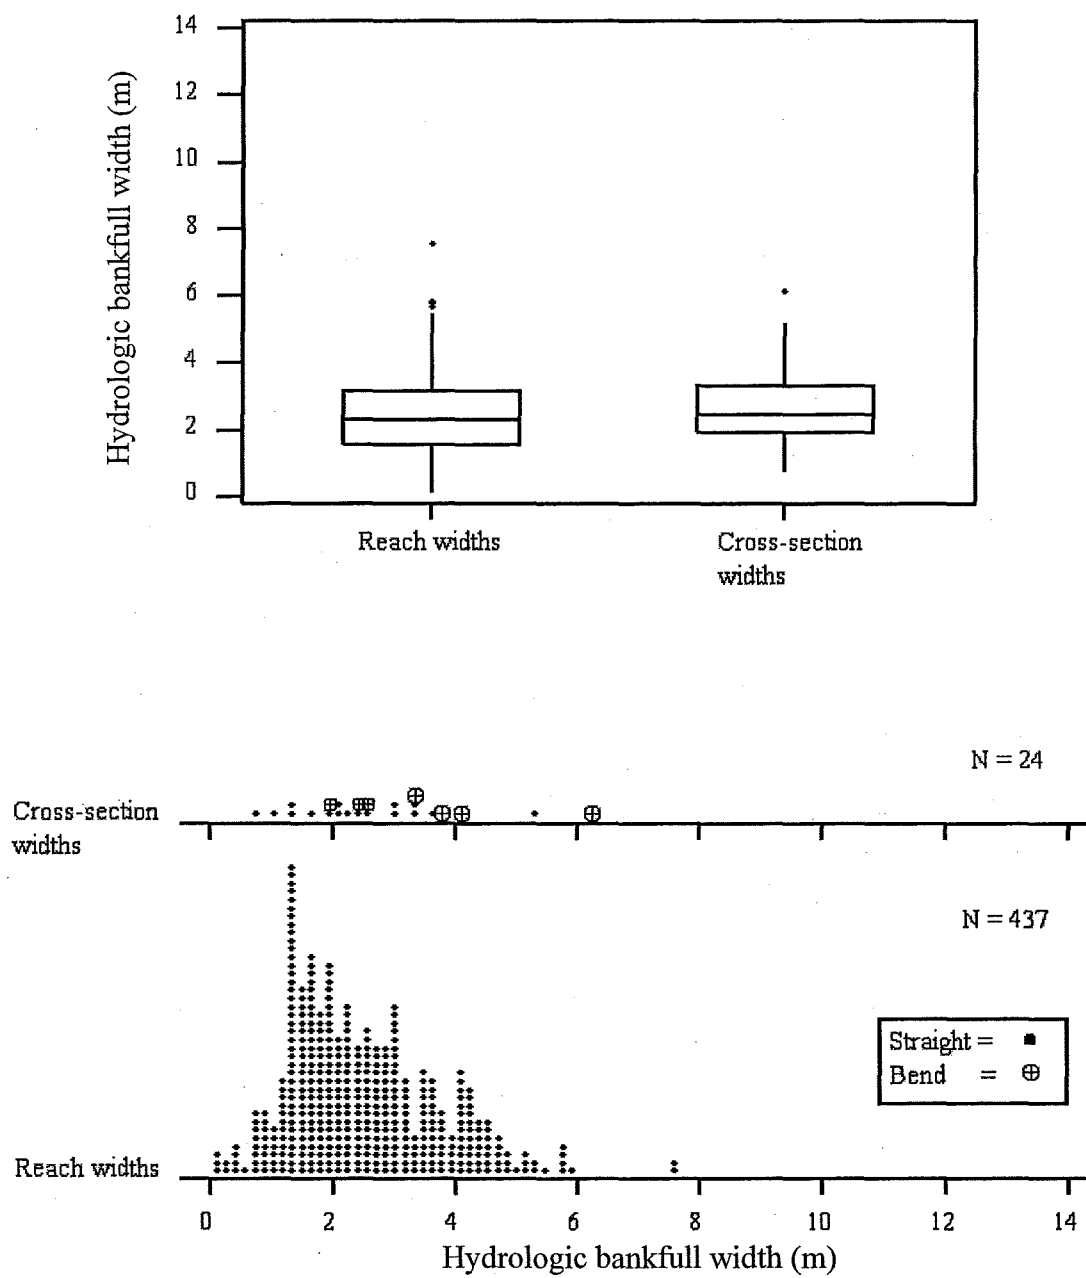 Hydrologic bankfull width (m)
14
12
10
8
6
4
2
0
Reach widths
Cross-section
widths
N = 24
Cross-section
widths
N = 437
Straight =
Bend =
Reach widths
0 2 4 6 8 10 12 14
Hydrologic bankfull width (m)